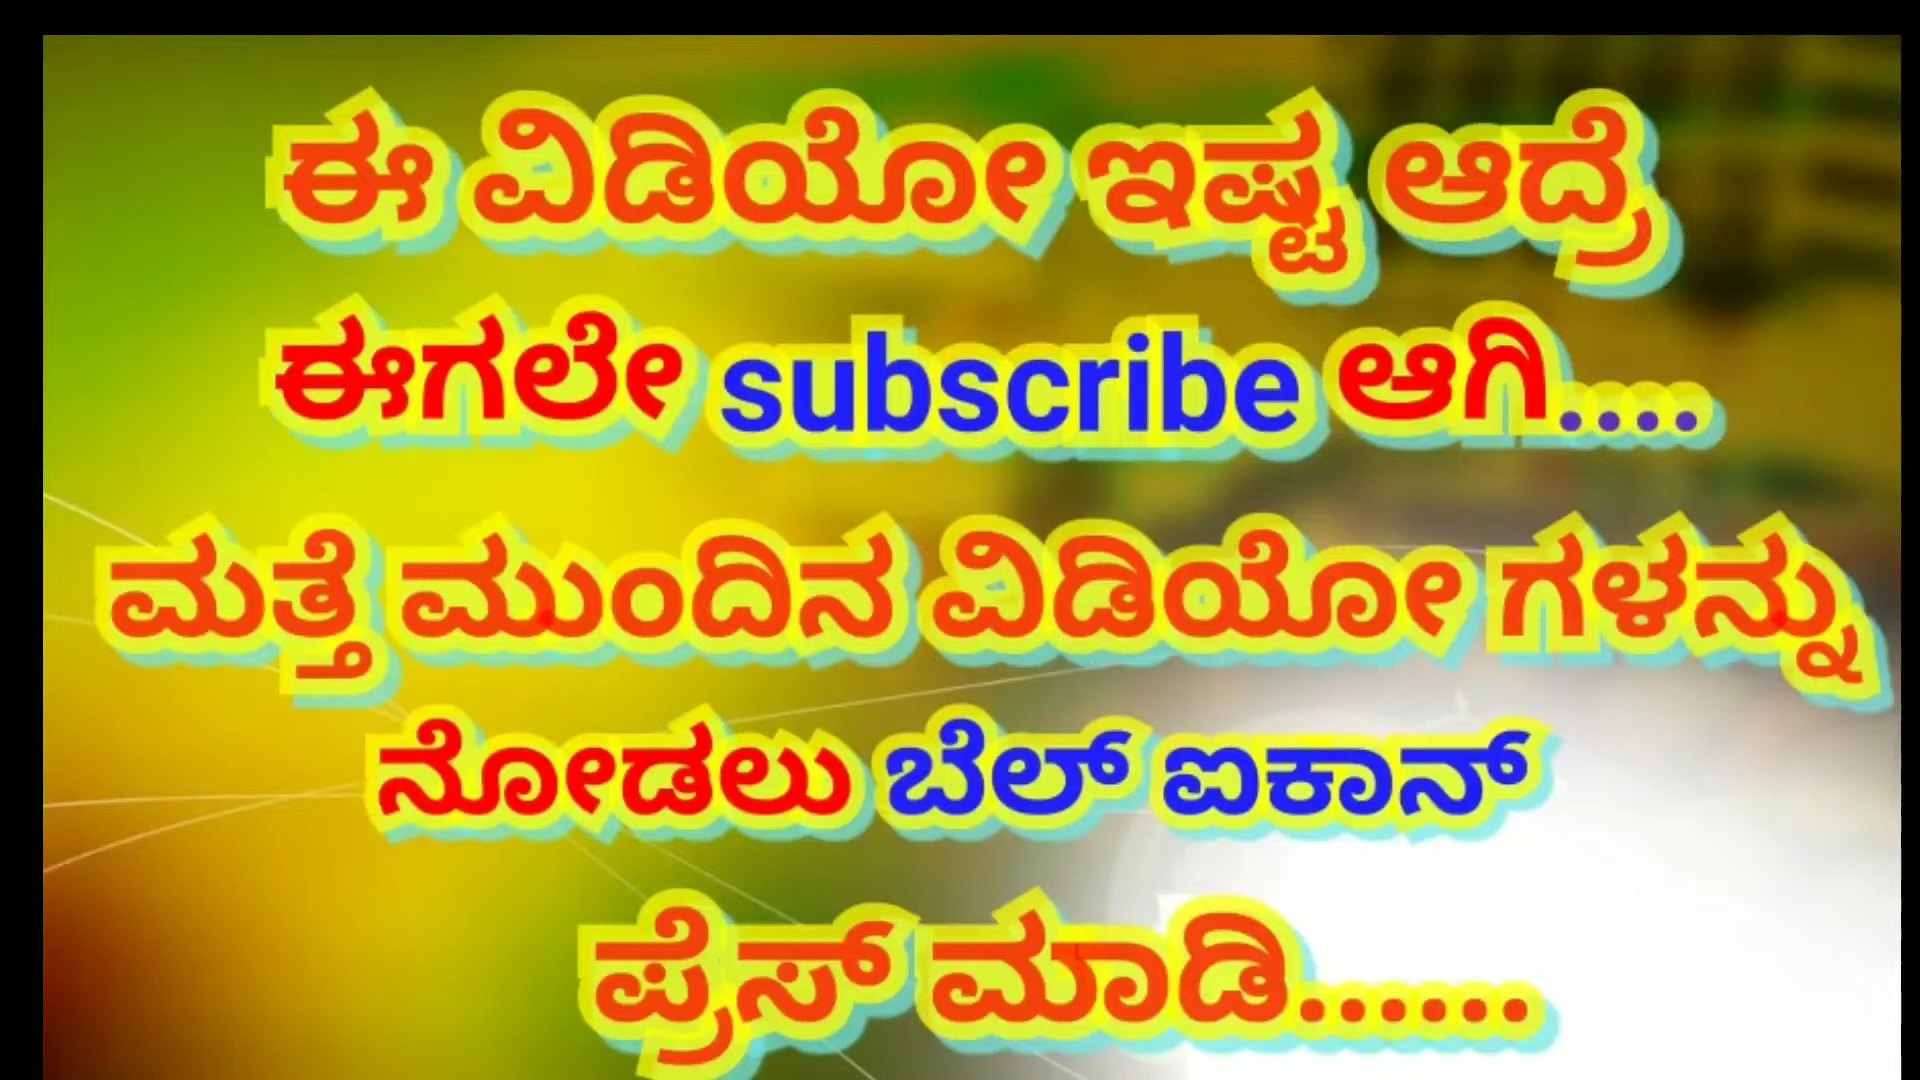 ಈ ವಿಡಿಯೋ ಇಷ್ಟ ಆದ್ರೆ
ಈಗಲೇ subscribe ಆಗಿ....
ಮತ್ತೆ ಮುಂದಿನ ವಿಡಿಯೋ ಗಳನ್ನು
ನೋಡಲು ಬೆಲ್ ಐಕಾನ್
ಪ್ರೆಸ್ ಮಾಡಿ......